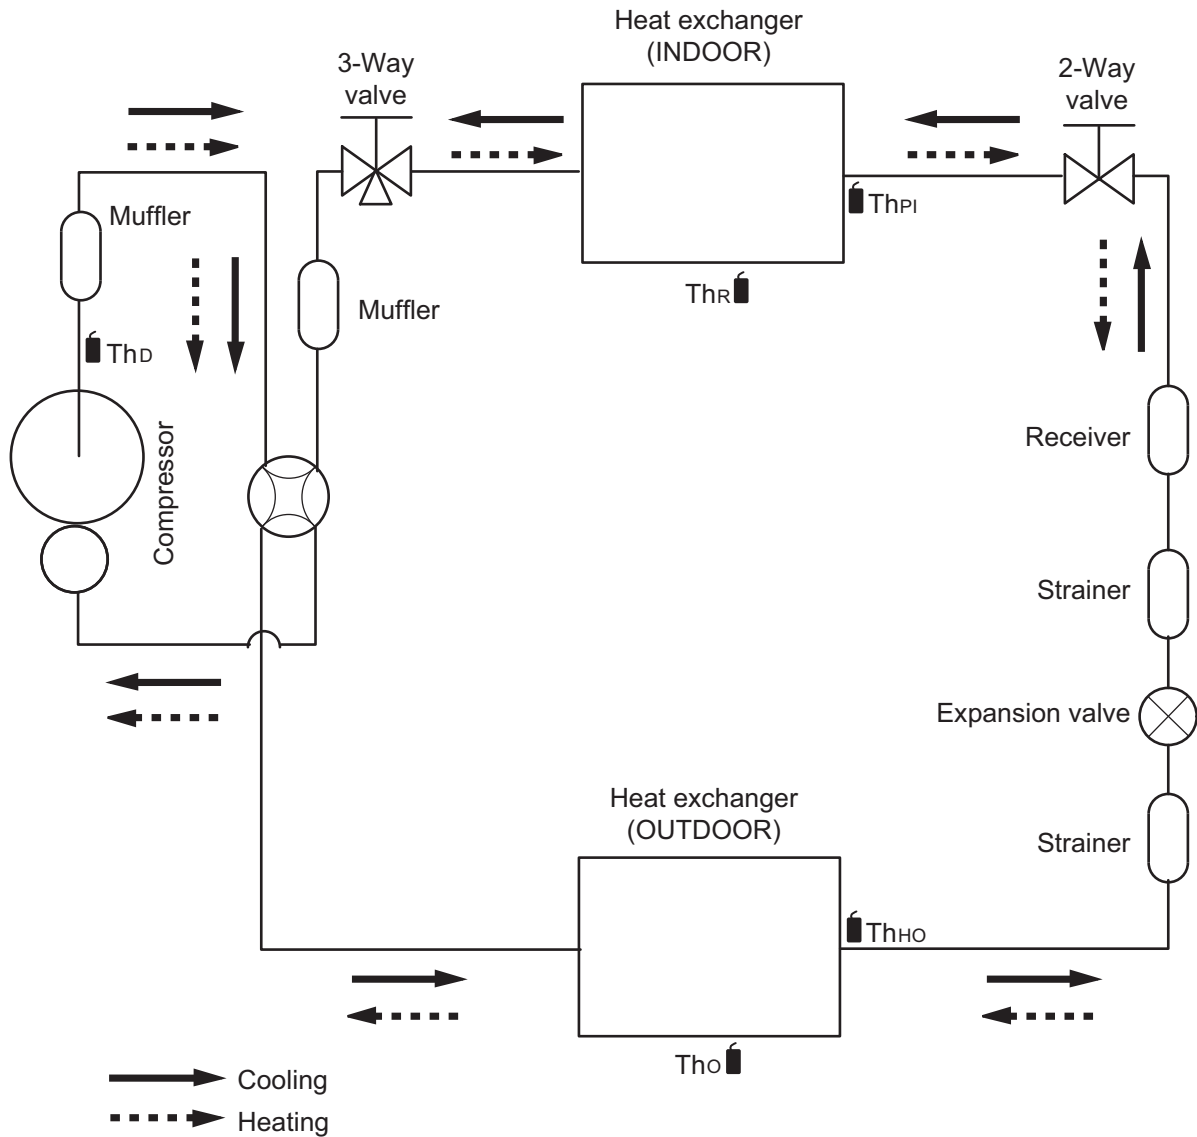 Heat exchanger
(INDOOR)
3-Way
valve
2-Way
valve
Muffler
ThPI
ThR
Muffler
ThD
Compressor
Receiver
Strainer
Expansion valve
Heat exchanger
(OUTDOOR)
Strainer
ThHO
ThO
Cooling
Heating